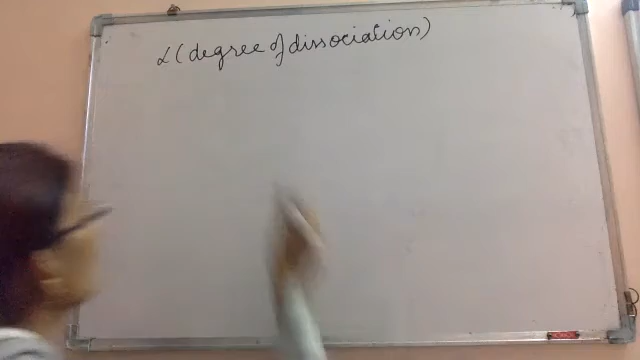 α (degree of dissociation)